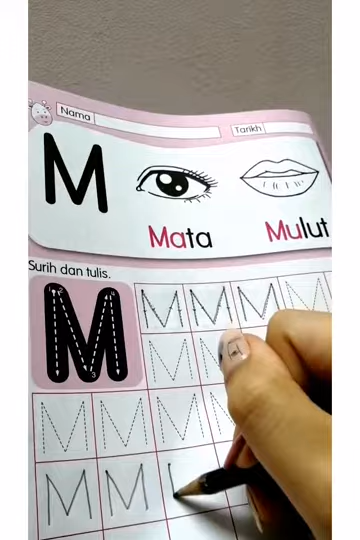 Nama
Tarikh
M
Mata
Mulut
Surih dan tulis.
M
M M M M
M
M M M
M M